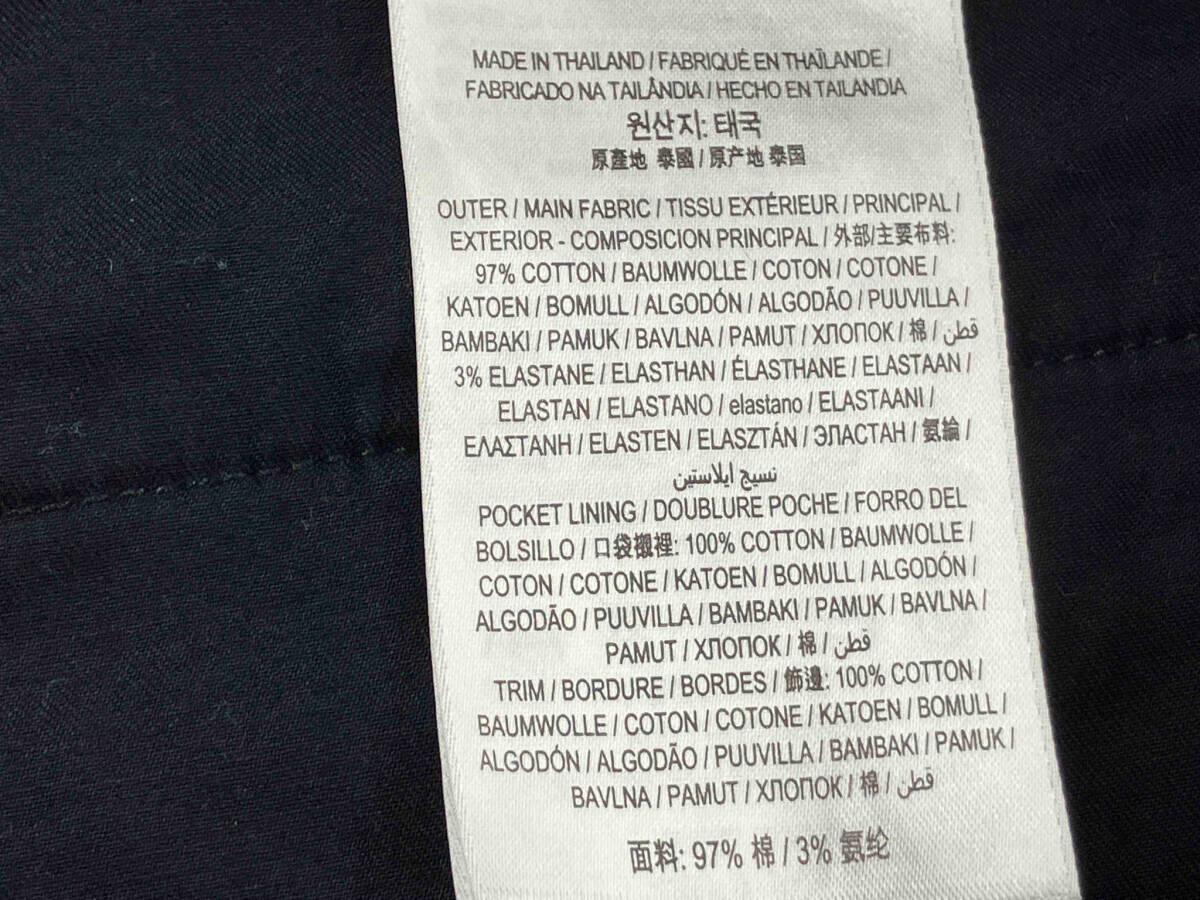 MADE IN THAILAND / FABRIQUÉ EN THAÏLANDE /
FABRICADO NA TAILÂNDIA / HECHO EN TAILANDIA
원산지: 태국
原產地 泰國 / 原产地 泰国
OUTER / MAIN FABRIC / TISSU EXTÉRIEUR / PRINCIPAL /
EXTERIOR - COMPOSICION PRINCIPAL / 外部/主要布料:
97% COTTON / BAUMWOLLE / COTON / COTONE /
KATOEN / BOMULL / ALGODÓN / ALGODÃO / PUUVILLA /
BAMBAKI / PAMUK / BAVLNA / PAMUT / ХЛОПОК / 棉 / قطن
3% ELASTANE / ELASTHAN / ÉLASTHANE / ELASTAAN /
ELASTAN / ELASTANO / elastano / ELASTAANI /
ΕΛΑΣΤΑΝΗ / ELASTEN / ELASZTÁN / ЭЛАСТАН / 氨綸 /
نسيج ايلاستين
POCKET LINING / DOUBLURE POCHE / FORRO DEL
BOLSILLO / 口袋襯裡: 100% COTTON / BAUMWOLLE /
COTON / COTONE / KATOEN / BOMULL / ALGODÓN /
ALGODÃO / PUUVILLA / BAMBAKI / PAMUK / BAVLNA /
PAMUT / ХЛОПОК / 棉 / قطن
TRIM / BORDURE / BORDES / 飾邊: 100% COTTON /
BAUMWOLLE / COTON / COTONE / KATOEN / BOMULL /
ALGODÓN / ALGODÃO / PUUVILLA / BAMBAKI / PAMUK /
BAVLNA / PAMUT / ХЛОПОК / 棉 / قطن
面料: 97% 棉 / 3% 氨纶